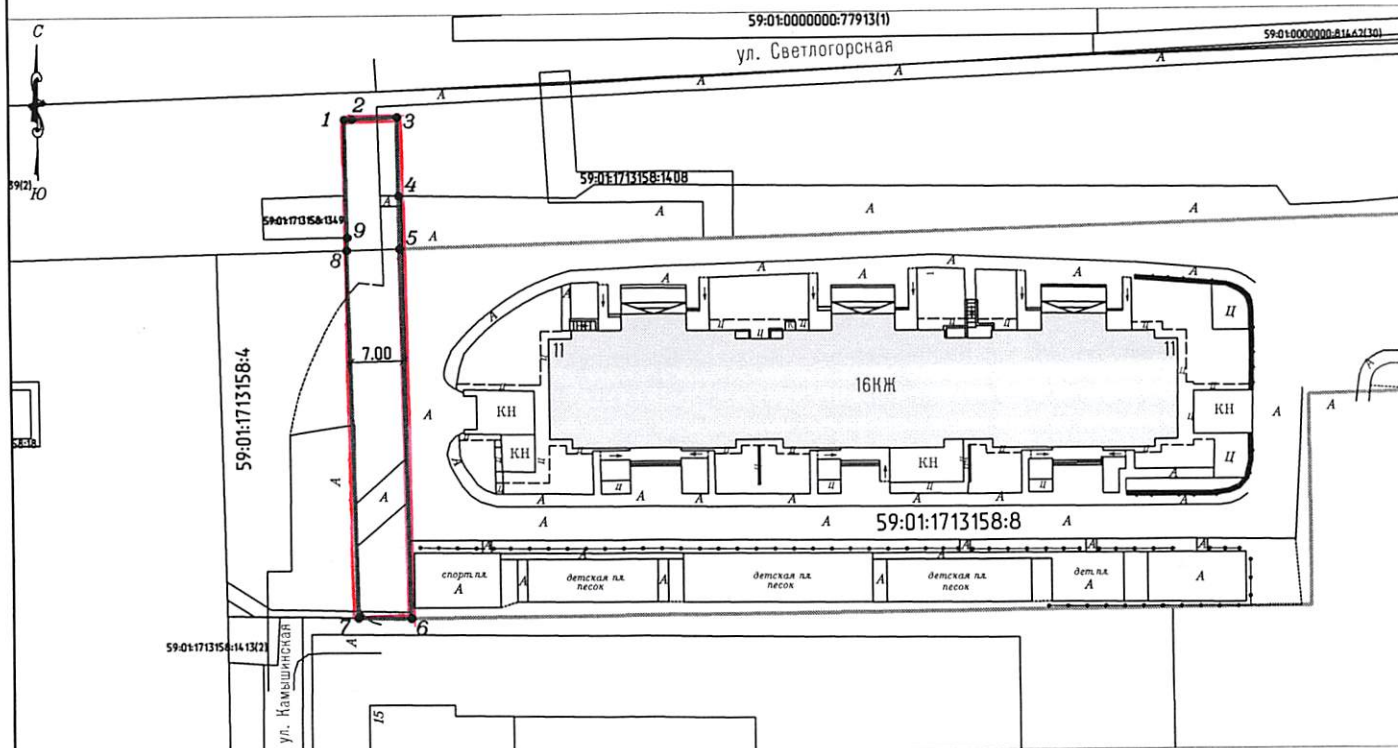 59:01:0000000:77913(1)
С
ул. Светлогорская
59:01:0000000:81462(30)
А А А А
1 2 3
39(2)
Ю
59:01:1713158:1408
4
А
59:01:1713158:1349
9
8
5
А А А А
А А А А А
А А
ц ц ц К ц ц ц ц
Ц
59:01:1713158:4
7.00
11
11
16КЖ
А
КН
КН
А
А
А
КН
КН
Ц
А
А
А А А А А А
59:01:1713158:8
А А А
А А А А
А А
спорт.пл.
А
А
детская пл.
песок
А
детская пл.
песок
А
детская пл.
песок
дет.пл.
А
А
7
6
А
59:01:1713158:1413(2)
ул. Камышинская
15